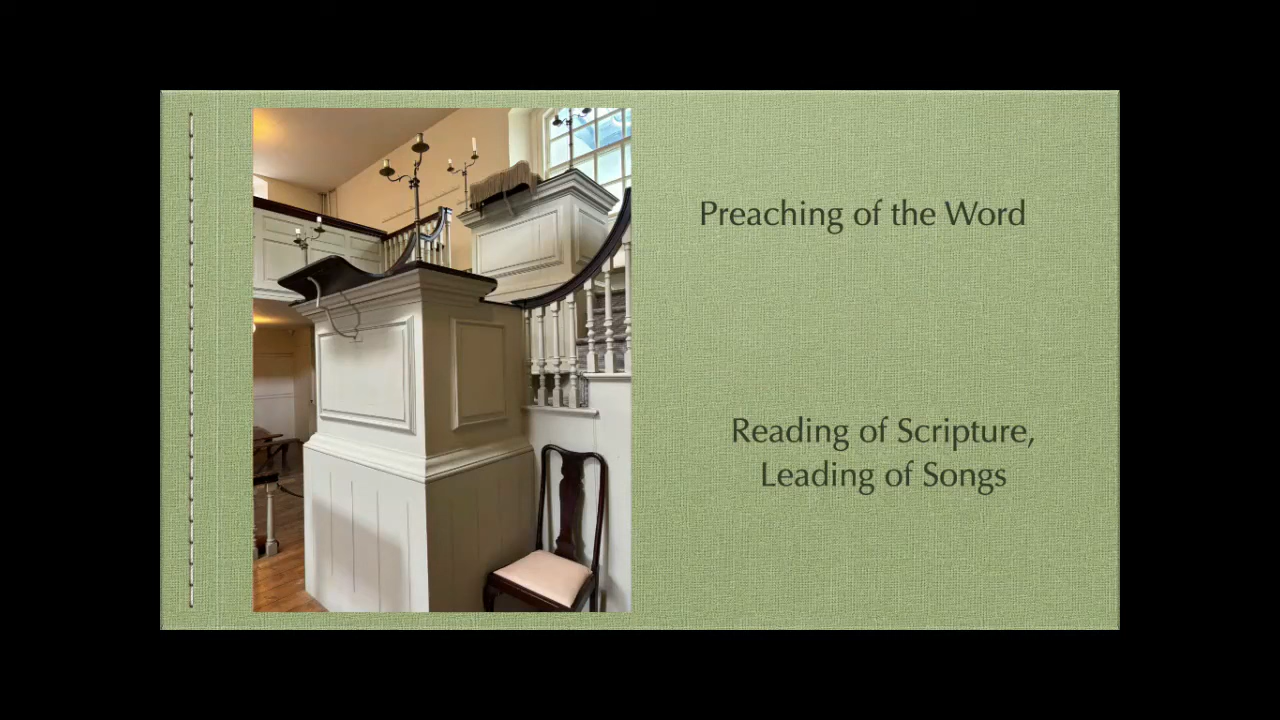 Preaching of the Word
Reading of Scripture,
Leading of Songs